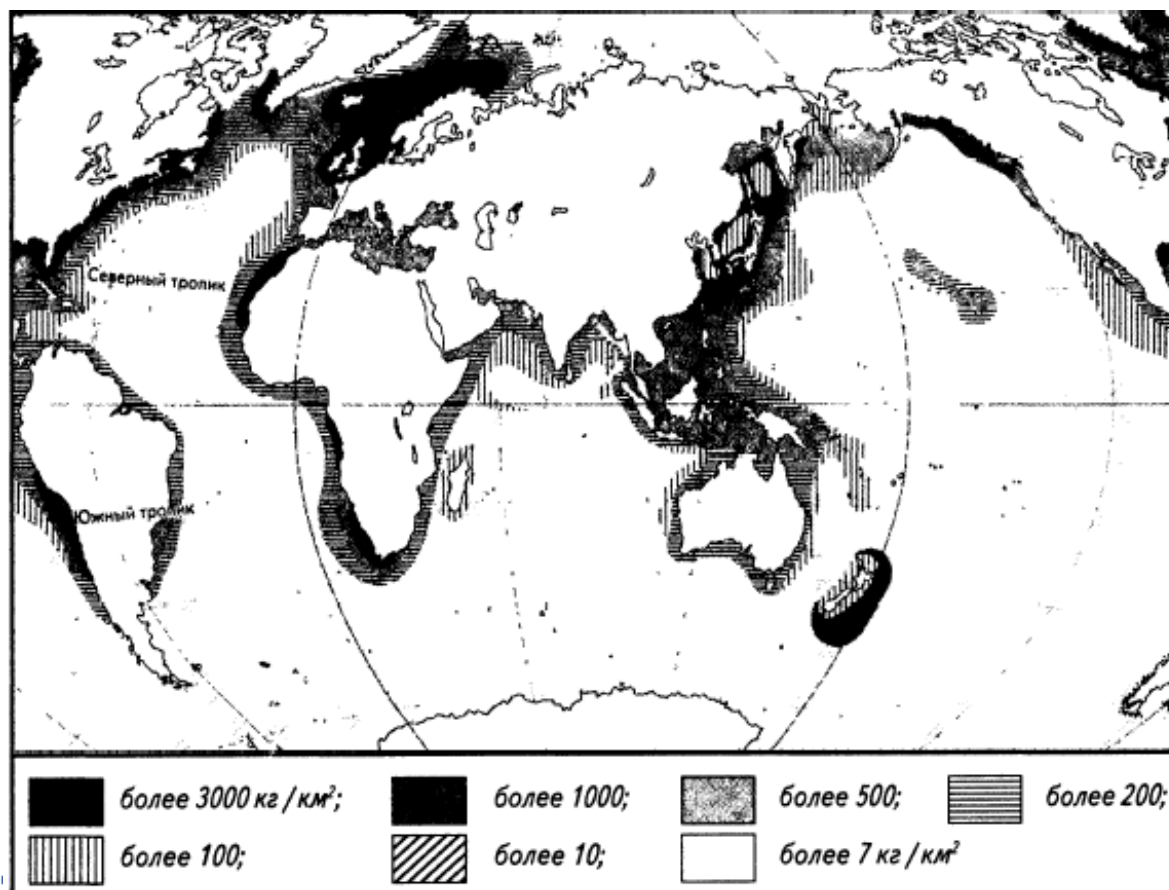 Северный тропик
Южный тропик
более 3000 кг / км²;
более 1000;
более 500;
более 200;
более 100;
более 10;
более 7 кг / км²